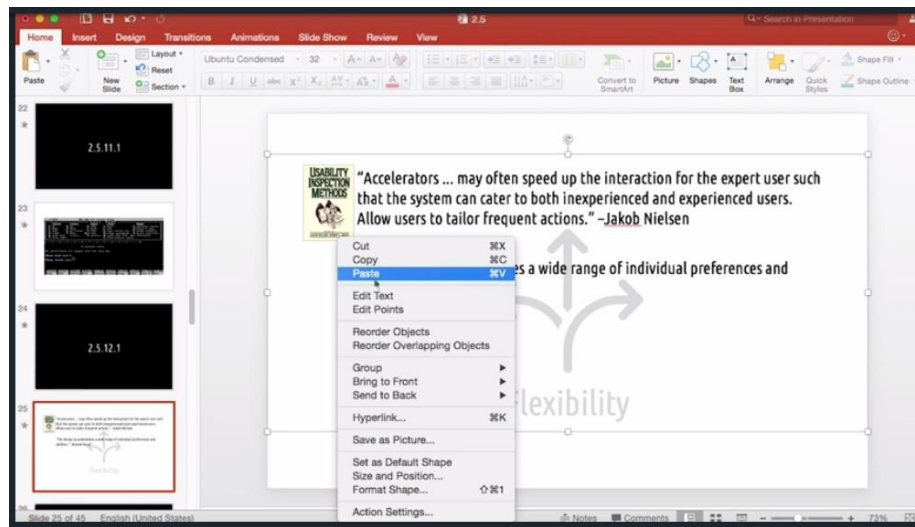 2.5
Search in Presentation
Home Insert Design Transitions Animations Slide Show Review View
Paste
New Slide
Layout
Reset
Section
Ubuntu Condensed 32
Convert to SmartArt
Picture
Shapes
Text Box
Arrange
Quick Styles
Shape Fill
Shape Outline
22
2.5.11.1
23
24
2.5.12.1
25
Flexibility
USABILITY
INSPECTION
METHODS
“Accelerators ... may often speed up the interaction for the expert user such
that the system can cater to both inexperienced and experienced users.
Allow users to tailor frequent actions.” –Jakob Nielsen
a wide range of individual preferences and
lexibility
Cut ⌘X
Copy ⌘C
Paste ⌘V
Edit Text
Edit Points
Reorder Objects
Reorder Overlapping Objects
Group
Bring to Front
Send to Back
Hyperlink... ⌘K
Save as Picture...
Set as Default Shape
Size and Position...
Format Shape... ⇧⌘1
Action Settings...
Slide 25 of 45 English (United States)
Notes Comments 73%